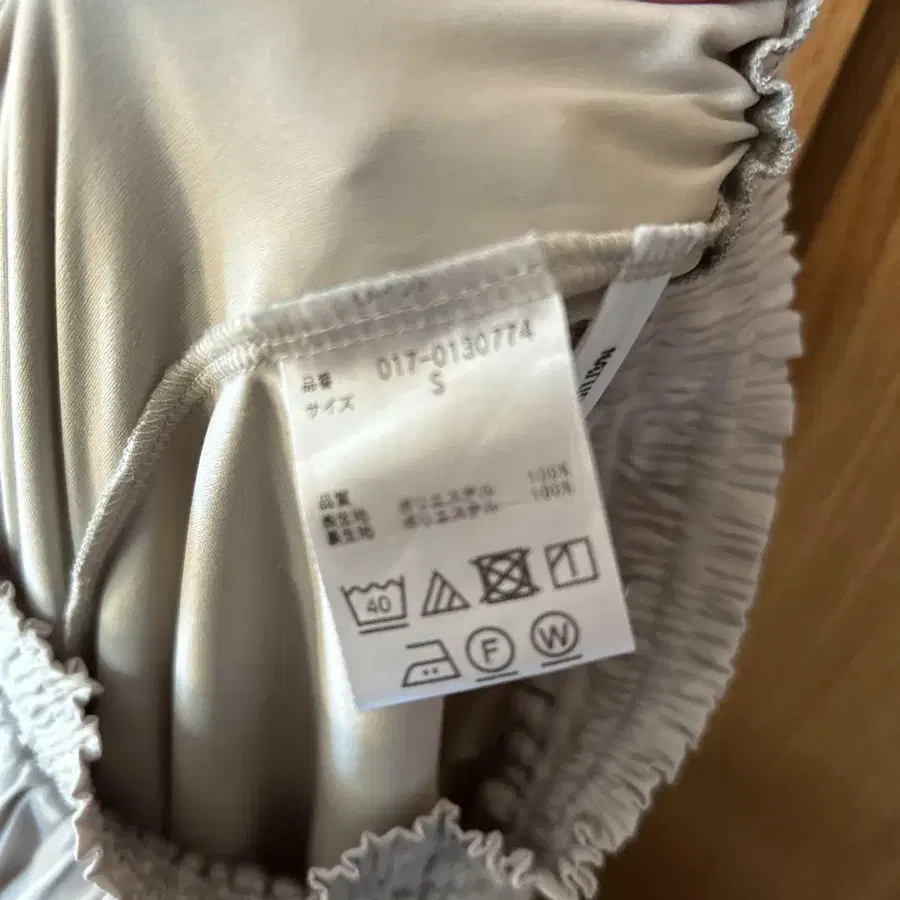 品番 017-0130774
サイズ S
品質
表生地 ポリエステル 100%
裏生地 ポリエステル 100%
40
F W